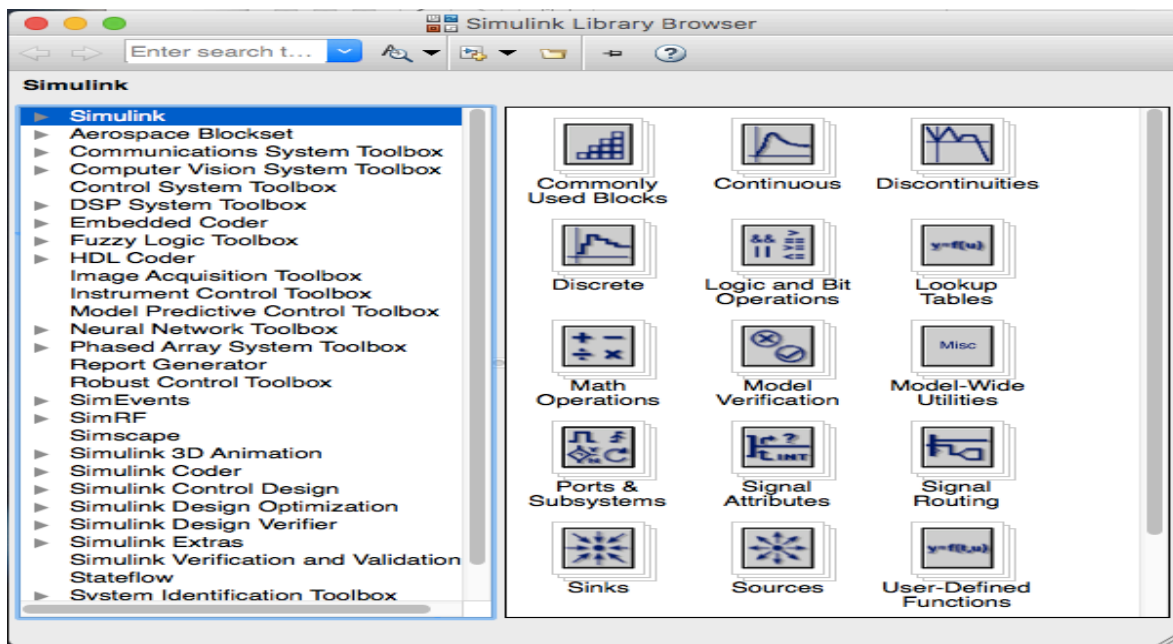 Simulink Library Browser
Enter search t...
Simulink
Simulink
Aerospace Blockset
Communications System Toolbox
Computer Vision System Toolbox
Control System Toolbox
DSP System Toolbox
Embedded Coder
Fuzzy Logic Toolbox
HDL Coder
Image Acquisition Toolbox
Instrument Control Toolbox
Model Predictive Control Toolbox
Neural Network Toolbox
Phased Array System Toolbox
Report Generator
Robust Control Toolbox
SimEvents
SimRF
Simscape
Simulink 3D Animation
Simulink Coder
Simulink Control Design
Simulink Design Optimization
Simulink Design Verifier
Simulink Extras
Simulink Verification and Validation
Stateflow
System Identification Toolbox
Commonly
Used Blocks
Continuous
Discontinuities
Discrete
&& > 
|| >=
<=
Logic and Bit
Operations
y=f(u)
Lookup
Tables
+ −
÷ ×
Math
Operations
Model
Verification
Misc
Model-Wide
Utilities
Ports &
Subsystems
?
INT
Signal
Attributes
Signal
Routing
Sinks
Sources
y=f(t,u)
User-Defined
Functions